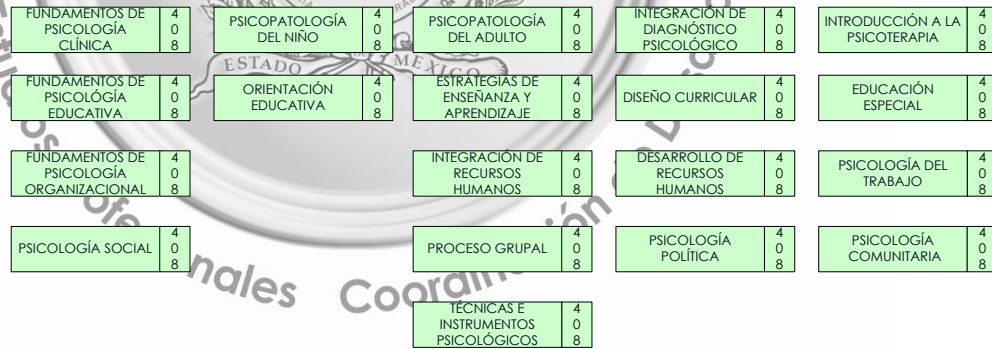 FUNDAMENTOS DE
PSICOLOGÍA
CLÍNICA
4
0
8
PSICOPATOLOGÍA
DEL NIÑO
4
0
8
PSICOPATOLOGÍA
DEL ADULTO
4
0
8
INTEGRACIÓN DE
DIAGNÓSTICO
PSICOLÓGICO
4
0
8
INTRODUCCIÓN A LA
PSICOTERAPIA
4
0
8
ESTADO
MEXICO
FUNDAMENTOS DE
PSICOLÓGÍA
EDUCATIVA
4
0
8
ORIENTACIÓN
EDUCATIVA
4
0
8
ESTRATEGIAS DE
ENSEÑANZA Y
APRENDIZAJE
4
0
8
DISEÑO CURRICULAR
4
0
8
EDUCACIÓN
ESPECIAL
4
0
8
FUNDAMENTOS DE
PSICOLOGÍA
ORGANIZACIONAL
4
0
8
INTEGRACIÓN DE
RECURSOS
HUMANOS
4
0
8
DESARROLLO DE
RECURSOS
HUMANOS
4
0
8
PSICOLOGÍA DEL
TRABAJO
4
0
8
PSICOLOGÍA SOCIAL
4
0
8
PROCESO GRUPAL
4
0
8
PSICOLOGÍA
POLÍTICA
4
0
8
PSICOLOGÍA
COMUNITARIA
4
0
8
TÉCNICAS E
INSTRUMENTOS
PSICOLÓGICOS
4
0
8